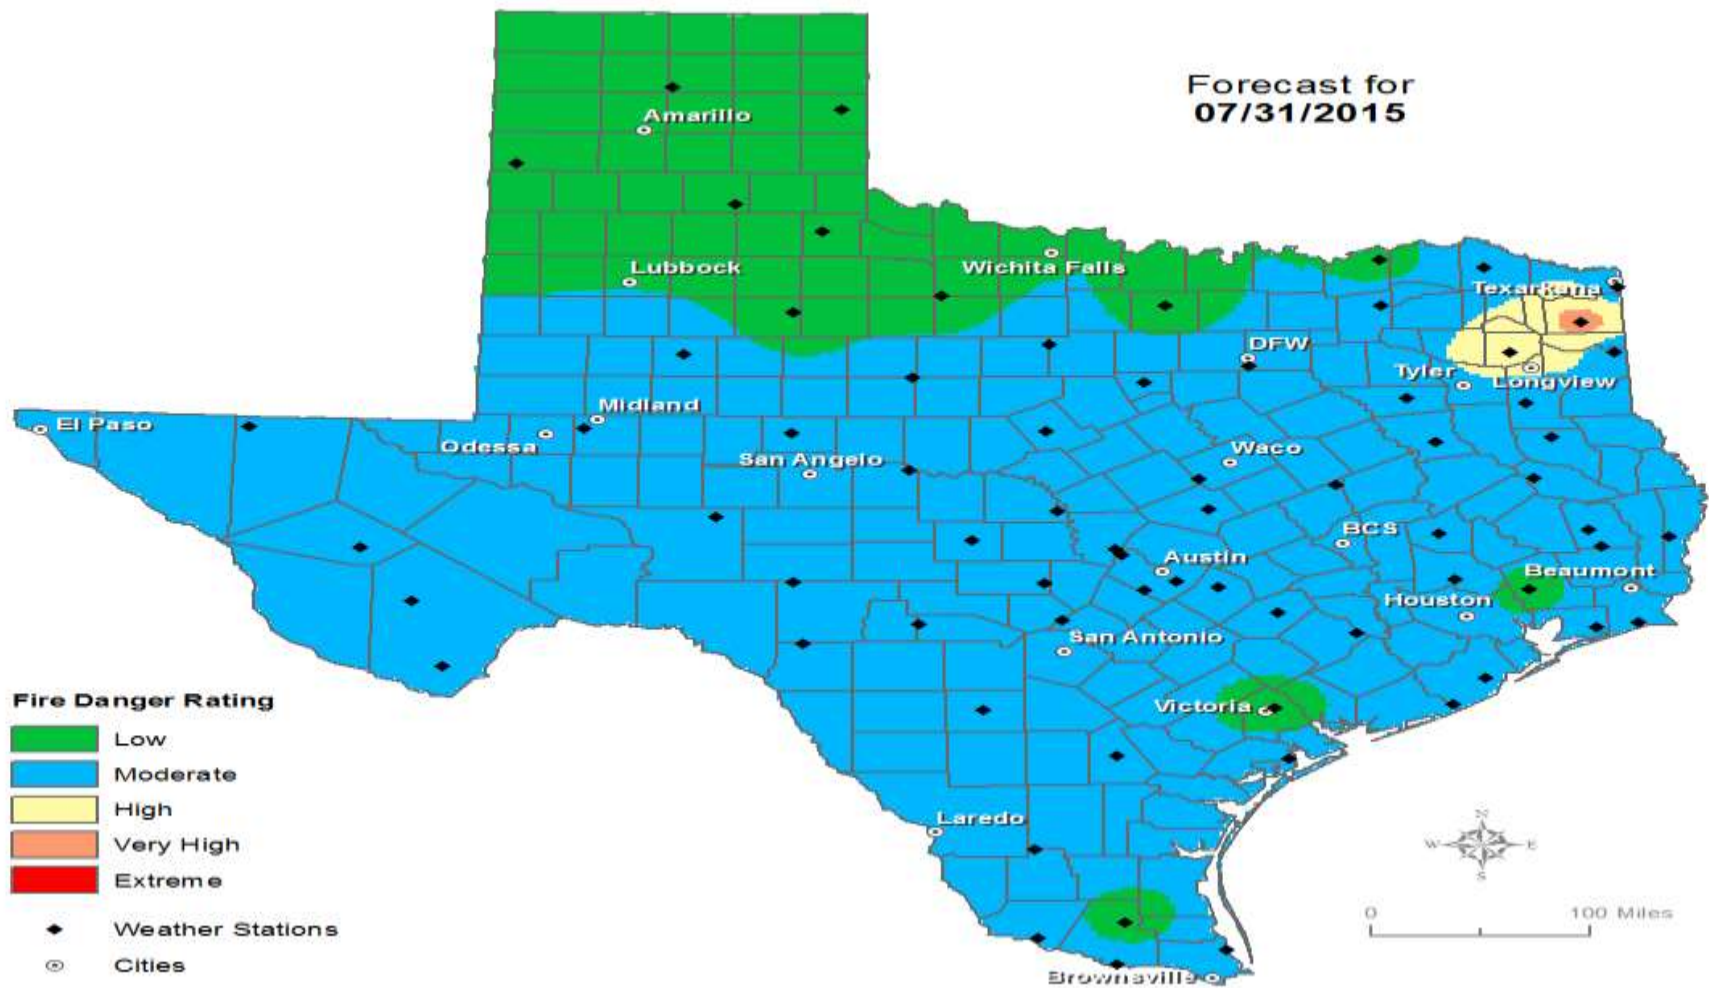 Forecast for
07/31/2015
Amarillo
Lubbock
Wichita Falls
Texarkana
DFW
Tyler
Longview
Midland
El Paso
Odessa
San Angelo
Waco
BCS
Austin
Beaumont
Houston
San Antonio
Victoria
Laredo
Brownsville
Fire Danger Rating
Low
Moderate
High
Very High
Extreme
Weather Stations
Cities
N
W
E
S
0
100 Miles